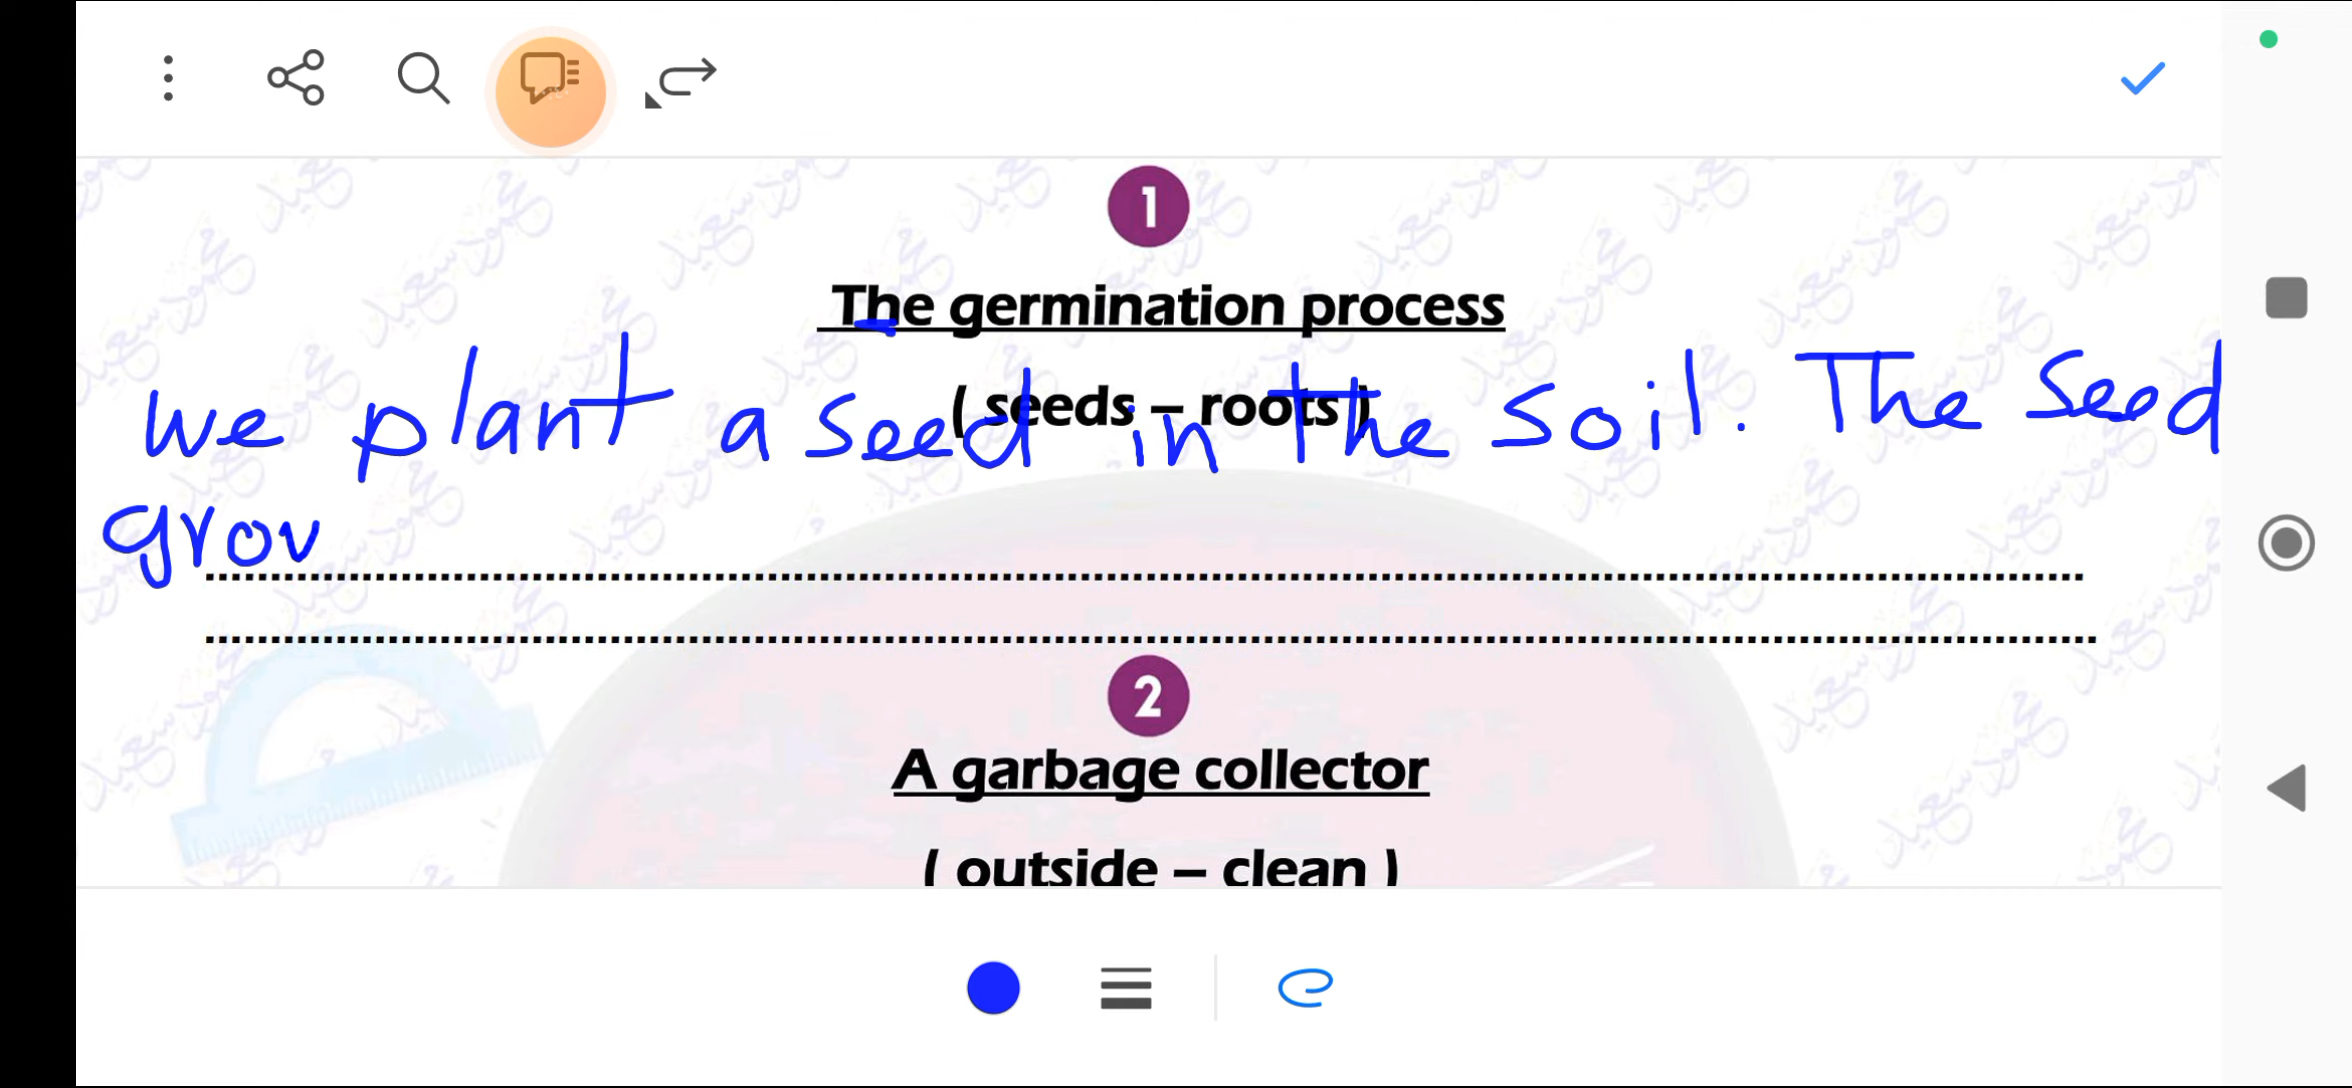 1
The germination process
( seeds – roots )
We plant a seed in the soil. The seed
grov
2
A garbage collector
( outside – clean )